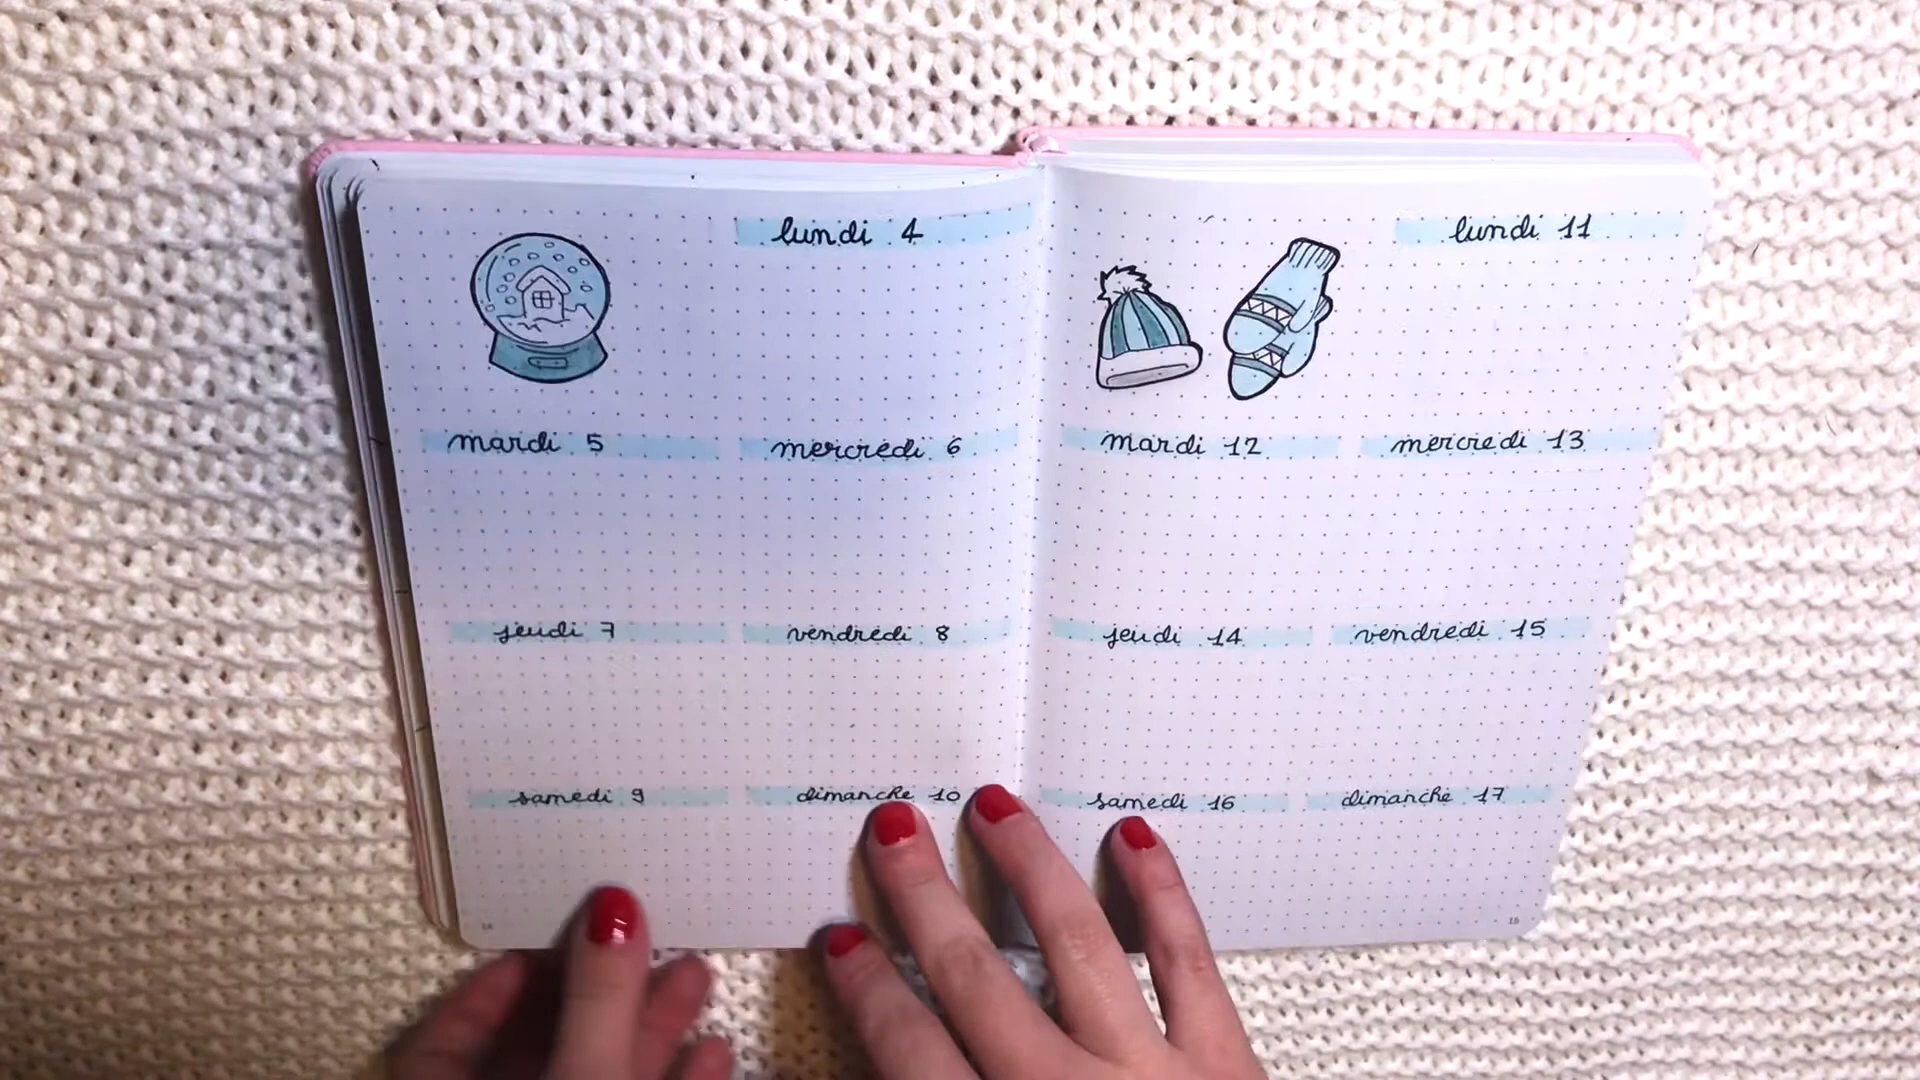 lundi 4
mardi 5
mercredi 6
jeudi 7
vendredi 8
samedi 9
dimanche 10
lundi 11
mardi 12
mercredi 13
jeudi 14
vendredi 15
samedi 16
dimanche 17